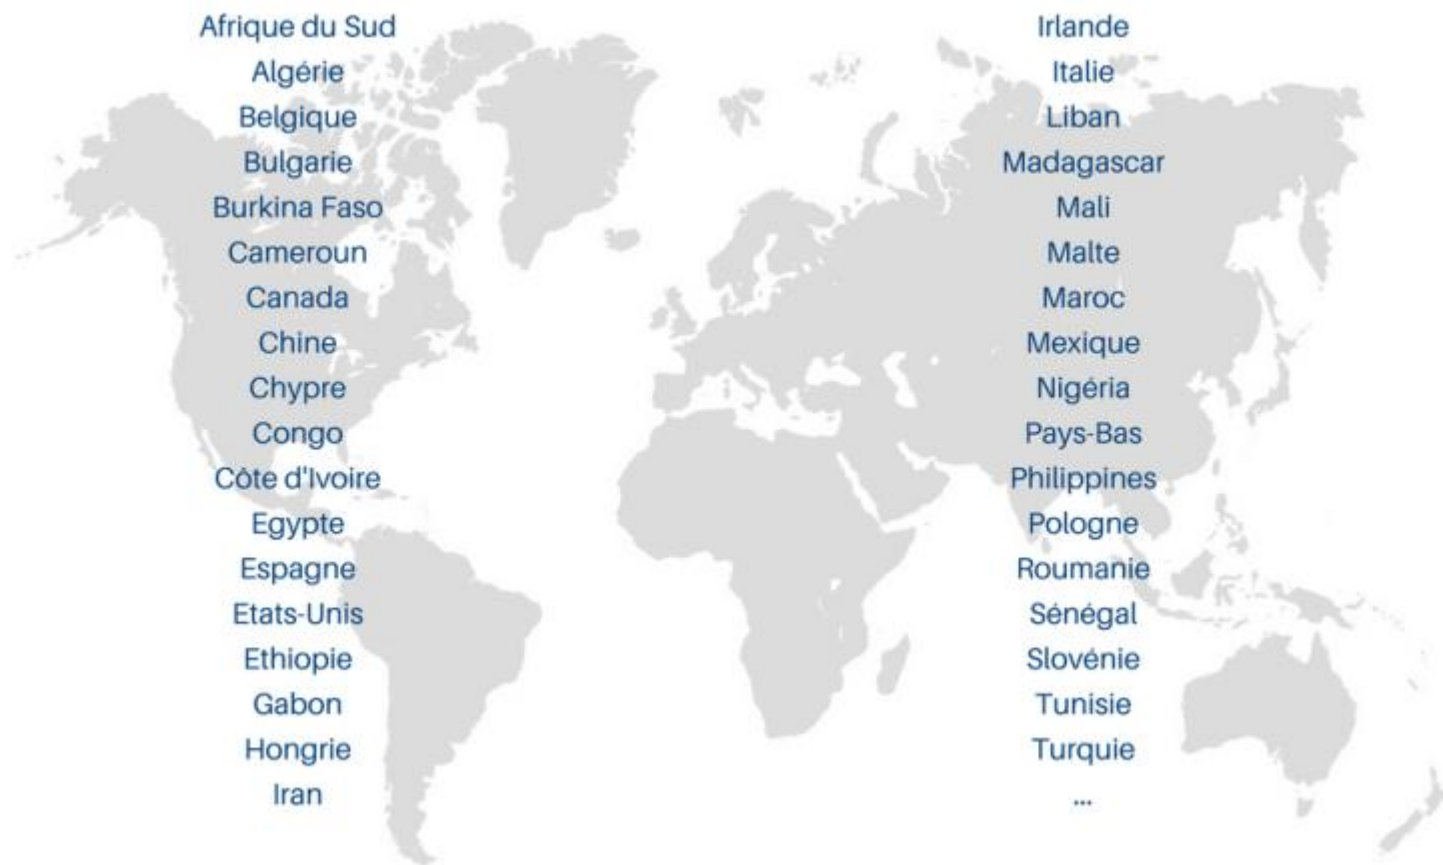 Afrique du Sud
Algérie
Belgique
Bulgarie
Burkina Faso
Cameroun
Canada
Chine
Chypre
Congo
Côte d'Ivoire
Egypte
Espagne
Etats-Unis
Ethiopie
Gabon
Hongrie
Iran
Irlande
Italie
Liban
Madagascar
Mali
Malte
Maroc
Mexique
Nigéria
Pays-Bas
Philippines
Pologne
Roumanie
Sénégal
Slovénie
Tunisie
Turquie
...